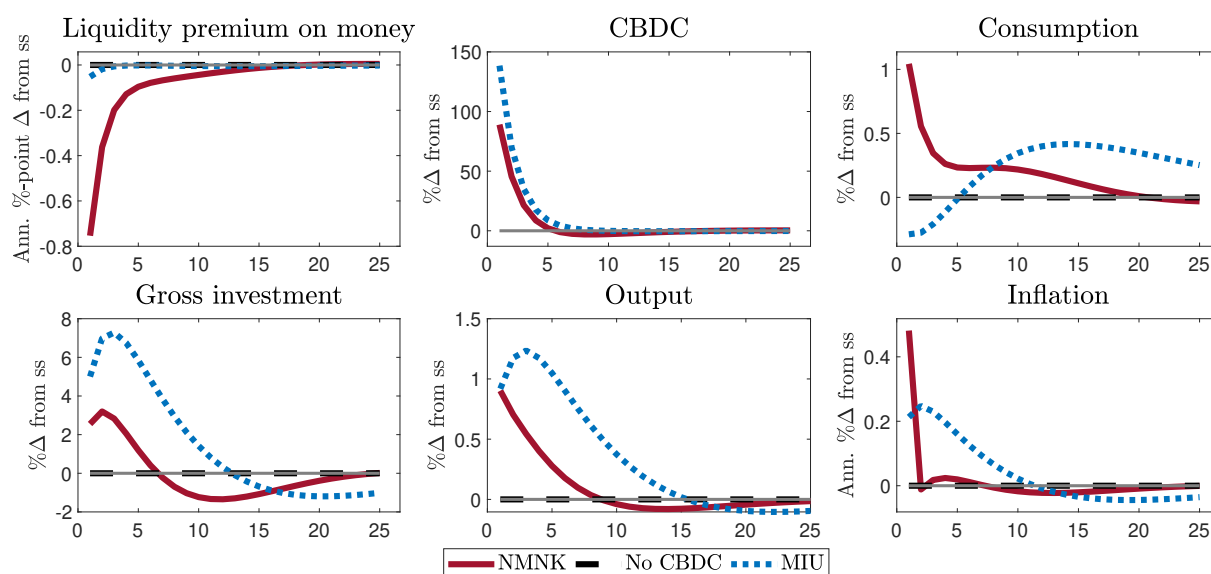 Liquidity premium on money
CBDC
Consumption
Ann. %-point Δ from ss
0
-0.2
-0.4
-0.6
-0.8
0 5 10 15 20 25
%Δ from ss
150
100
50
0
0 5 10 15 20 25
%Δ from ss
1
0.5
0
0 5 10 15 20 25
Gross investment
Output
Inflation
%Δ from ss
8
6
4
2
0
-2
0 5 10 15 20 25
%Δ from ss
1.5
1
0.5
0
0 5 10 15 20 25
Ann. %Δ from ss
0.4
0.2
0
0 5 10 15 20 25
NMNK No CBDC MIU